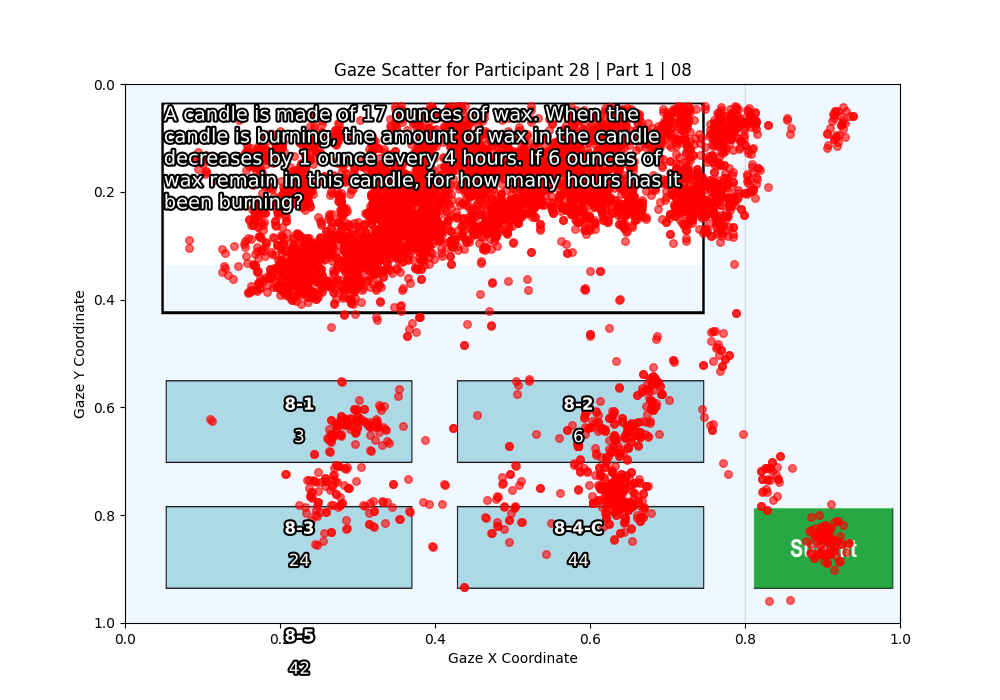 Gaze Scatter for Participant 28 | Part 1 | 08
A candle is made of 17 ounces of wax. When the
candle is burning, the amount of wax in the candle
decreases by 1 ounce every 4 hours. If 6 ounces of
wax remain in this candle, for how many hours has it
been burning?
8-1
3
8-2
6
8-3
24
8-4-C
44
8-5
42
0.0
0.2
0.4
0.6
0.8
1.0
Gaze Y Coordinate
0.0
0.4
0.6
0.8
1.0
Gaze X Coordinate